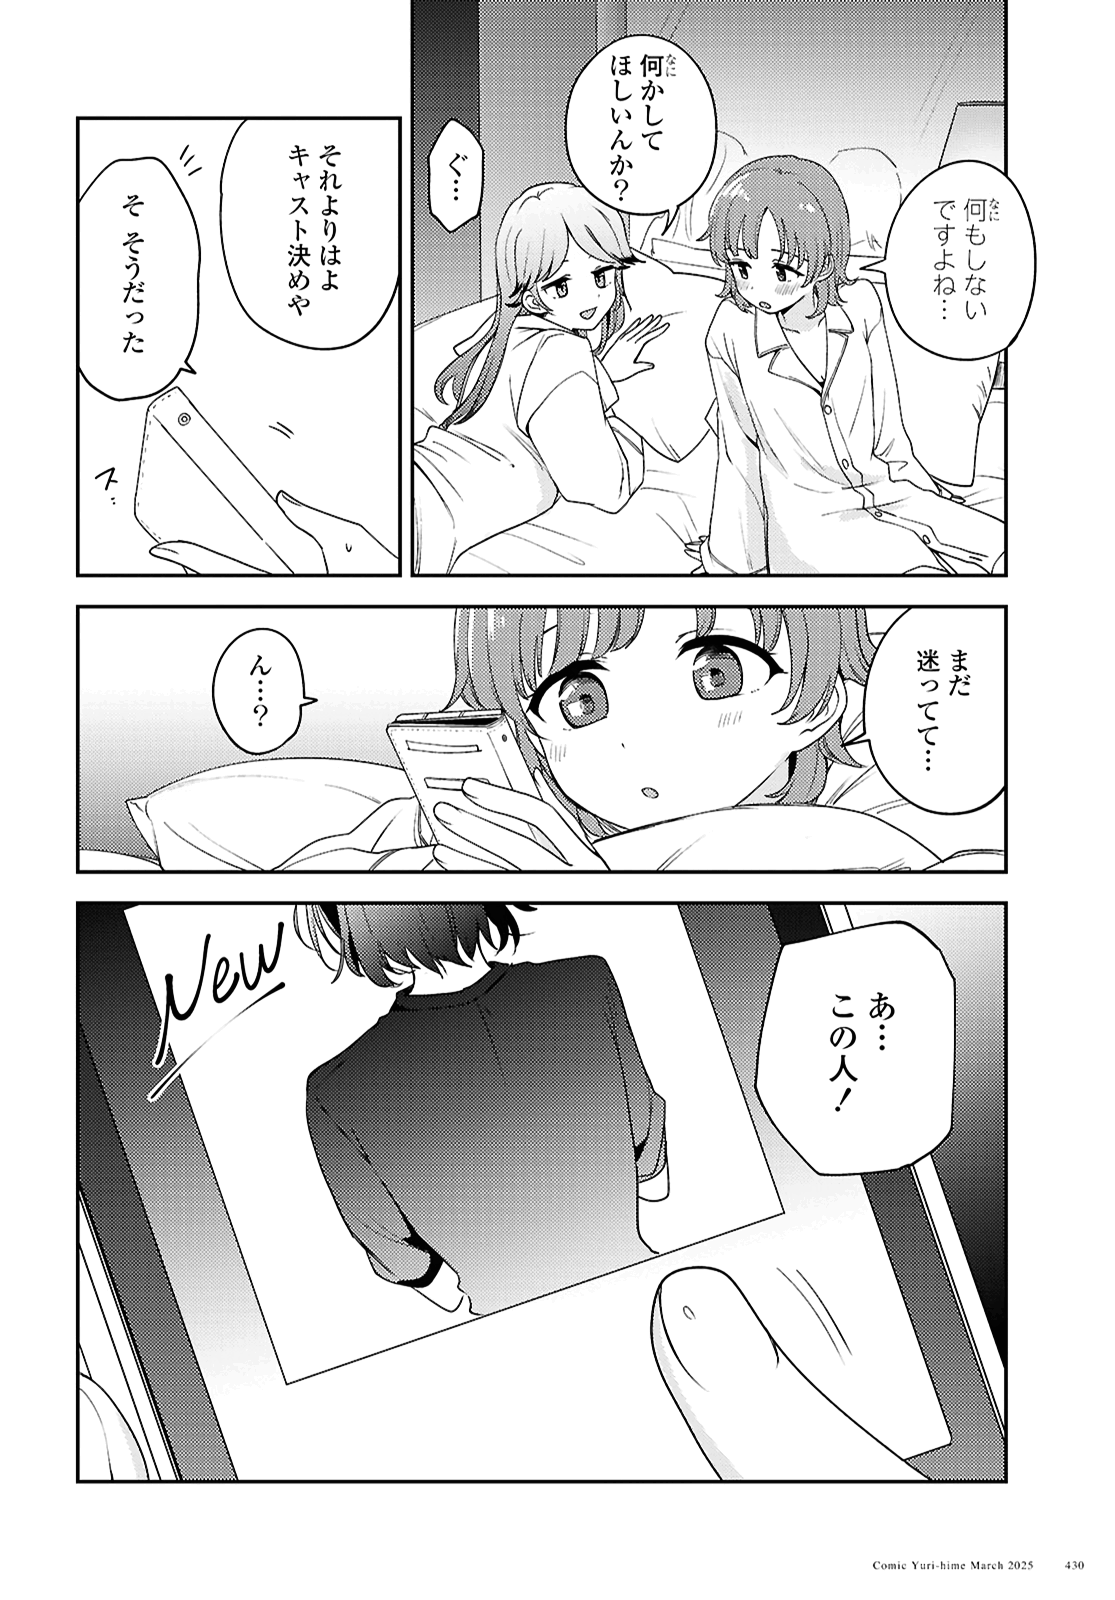 何もしない
ですよね…
何かして
ほしいんか?
ぐ…
それよりはよ
キャスト決めや
そ そうだった
ス…
まだ
迷ってて…
ん…?
あ…
この人!
New
Comic Yuri-hime March 2025 430